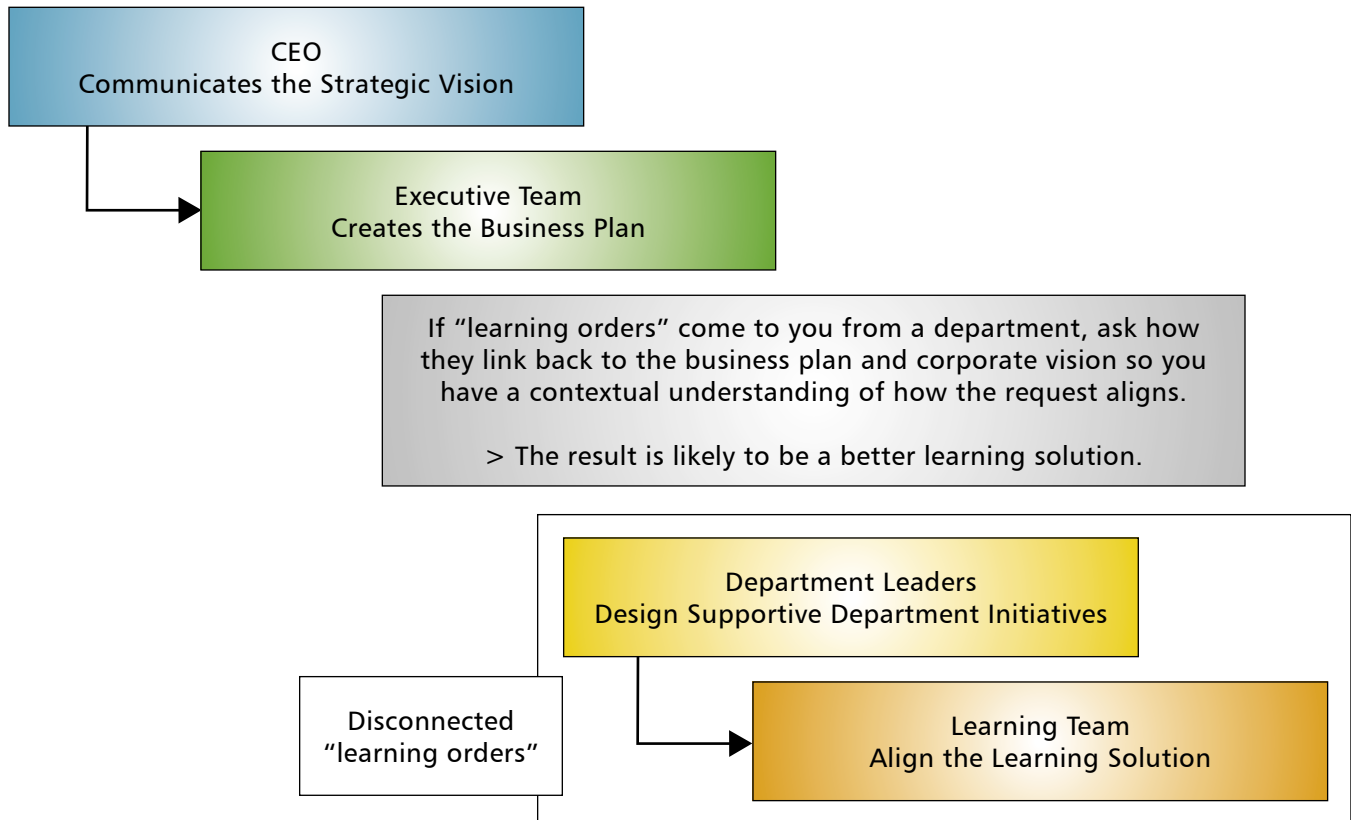 CEO
Communicates the Strategic Vision
Executive Team
Creates the Business Plan
If “learning orders” come to you from a department, ask how
they link back to the business plan and corporate vision so you
have a contextual understanding of how the request aligns.
> The result is likely to be a better learning solution.
Department Leaders
Design Supportive Department Initiatives
Disconnected
“learning orders”
Learning Team
Align the Learning Solution